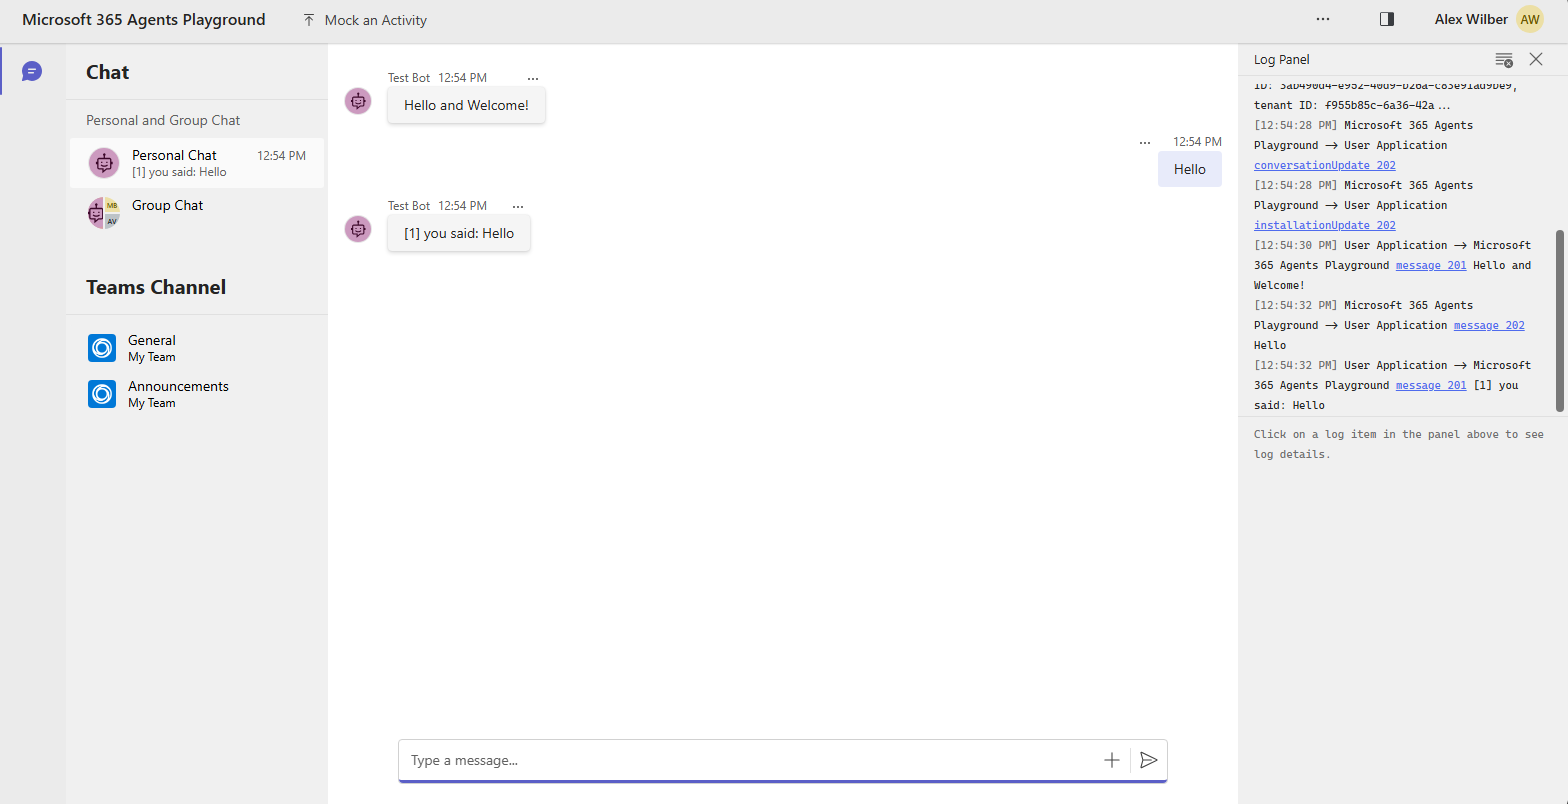 Microsoft 365 Agents Playground
Mock an Activity
Alex Wilber
AW
Chat
Personal and Group Chat
Personal Chat
12:54 PM
[1] you said: Hello
Group Chat
MB
AV
Teams Channel
General
My Team
Announcements
My Team
Test Bot 12:54 PM
Hello and Welcome!
12:54 PM
Hello
Test Bot 12:54 PM
[1] you said: Hello
Type a message...
Log Panel
tenant ID: f955b85c-6a36-42a...
[12:54:28 PM] Microsoft 365 Agents
Playground → User Application
conversationUpdate 202
[12:54:28 PM] Microsoft 365 Agents
Playground → User Application
installationUpdate 202
[12:54:30 PM] User Application → Microsoft
365 Agents Playground message 201 Hello and
Welcome!
[12:54:32 PM] Microsoft 365 Agents
Playground → User Application message 202
Hello
[12:54:32 PM] User Application → Microsoft
365 Agents Playground message 201 [1] you
said: Hello
Click on a log item in the panel above to see
log details.